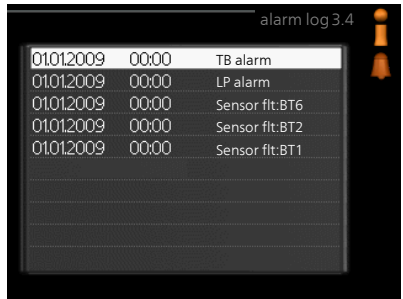 alarm log 3.4
01.01.2009 00:00 TB alarm
01.01.2009 00:00 LP alarm
01.01.2009 00:00 Sensor flt:BT6
01.01.2009 00:00 Sensor flt:BT2
01.01.2009 00:00 Sensor flt:BT1